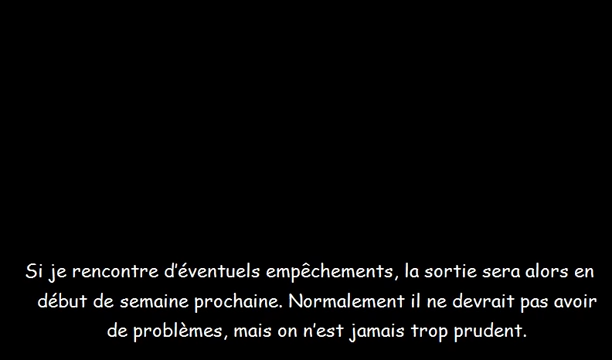 Si je rencontre d'éventuels empêchements, la sortie sera alors en
début de semaine prochaine. Normalement il ne devrait pas avoir
de problèmes, mais on n'est jamais trop prudent.